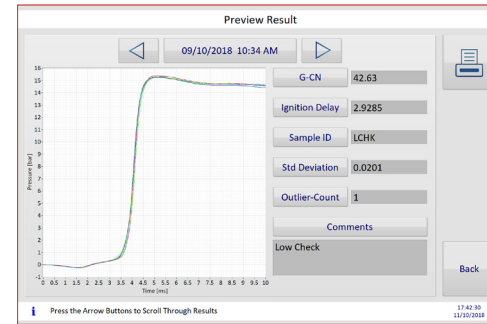 Preview Result
09/10/2018 10:34 AM
G-CN 42.63
Ignition Delay 2.9285
Sample ID LCHK
Std Deviation 0.0201
Outlier-Count 1
Comments
Low Check
Pressure [bar]
16
15
14
13
12
11
10
9
8
7
6
5
4
3
2
1
0
-1
0 0.5 1 1.5 2 2.5 3 3.5 4 4.5 5 5.5 6 6.5 7 7.5 8 8.5 9 9.5 10
Time [ms]
Back
i Press the Arrow Buttons to Scroll Through Results
17:42:30
11/10/2018